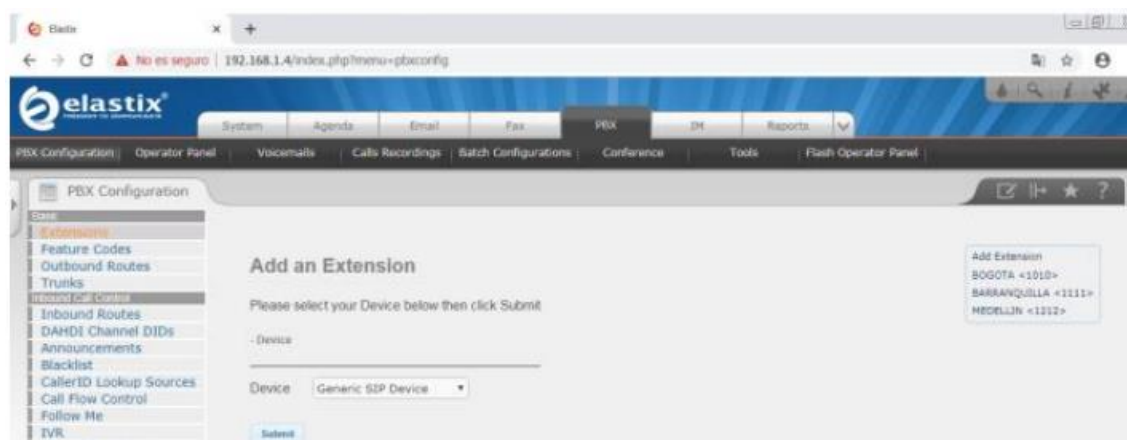 Elastix
No es seguro | 192.168.1.4/index.php?menu=pbxconfig
elastix
System Agenda Email Fax PBX IM Reports
PBX Configuration Operator Panel Voicemails Calls Recordings Batch Configurations Conference Tools Flash Operator Panel
PBX Configuration
Basic
Extensions
Feature Codes
Outbound Routes
Trunks
Inbound Call Control
Inbound Routes
DAHDI Channel DIDs
Announcements
Blacklist
CallerID Lookup Sources
Call Flow Control
Follow Me
IVR
Add an Extension
Please select your Device below then click Submit
- Device
Device Generic SIP Device
Submit
Add Extension
BOGOTA <1010>
BARRANQUILLA <1111>
MEDELLIN <1212>